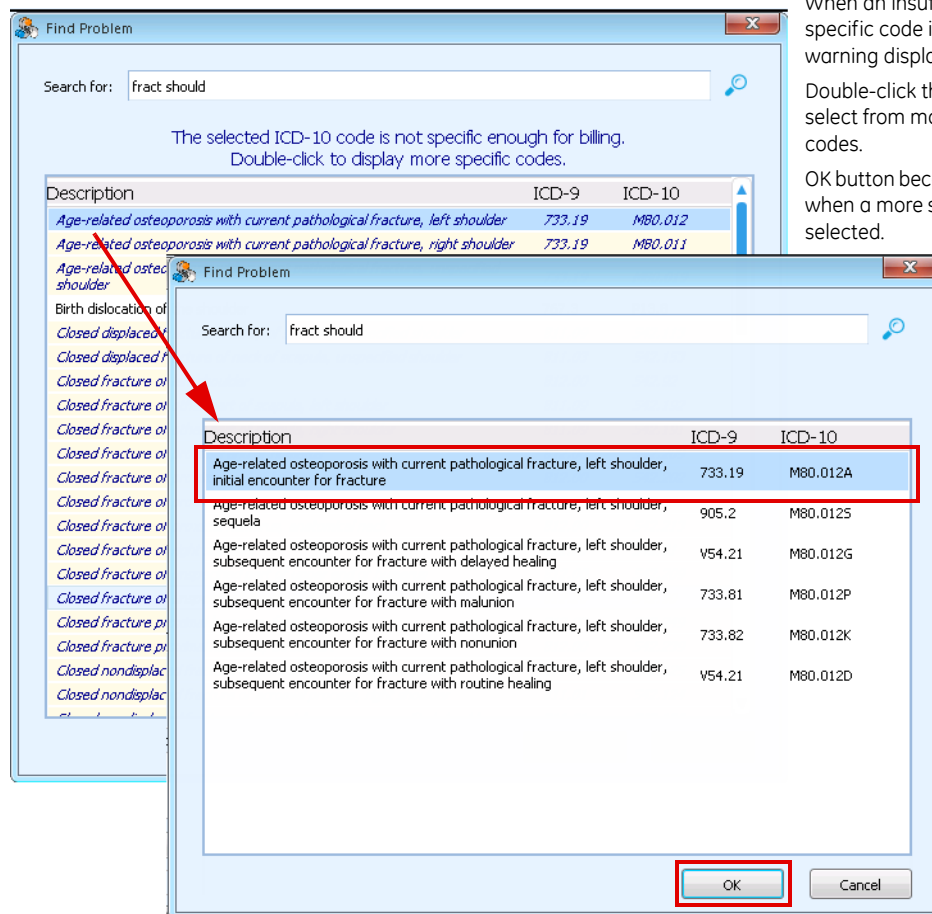 When an insuf
specific code i
warning displa
Double-click th
select from mo
codes.
OK button bec
when a more s
selected.
Find Problem
Search for: fract should
The selected ICD-10 code is not specific enough for billing.
Double-click to display more specific codes.
Description ICD-9 ICD-10
Age-related osteoporosis with current pathological fracture, left shoulder 733.19 M80.012
Age-related osteoporosis with current pathological fracture, right shoulder 733.19 M80.011
Age-related osteo
shoulder
Birth dislocation of
Closed displaced f
Closed displaced f
Closed fracture of
Closed fracture of
Closed fracture of
Closed fracture of
Closed fracture of
Closed fracture of
Closed fracture of
Closed fracture of
Closed fracture of
Closed fracture of
Closed fracture pr
Closed fracture pr
Closed nondisplac
Closed nondisplac
Find Problem
Search for: fract should
Description ICD-9 ICD-10
Age-related osteoporosis with current pathological fracture, left shoulder,
initial encounter for fracture 733.19 M80.012A
Age-related osteoporosis with current pathological fracture, left shoulder,
sequela 905.2 M80.012S
Age-related osteoporosis with current pathological fracture, left shoulder,
subsequent encounter for fracture with delayed healing V54.21 M80.012G
Age-related osteoporosis with current pathological fracture, left shoulder,
subsequent encounter for fracture with malunion 733.81 M80.012P
Age-related osteoporosis with current pathological fracture, left shoulder,
subsequent encounter for fracture with nonunion 733.82 M80.012K
Age-related osteoporosis with current pathological fracture, left shoulder,
subsequent encounter for fracture with routine healing V54.21 M80.012D
OK Cancel